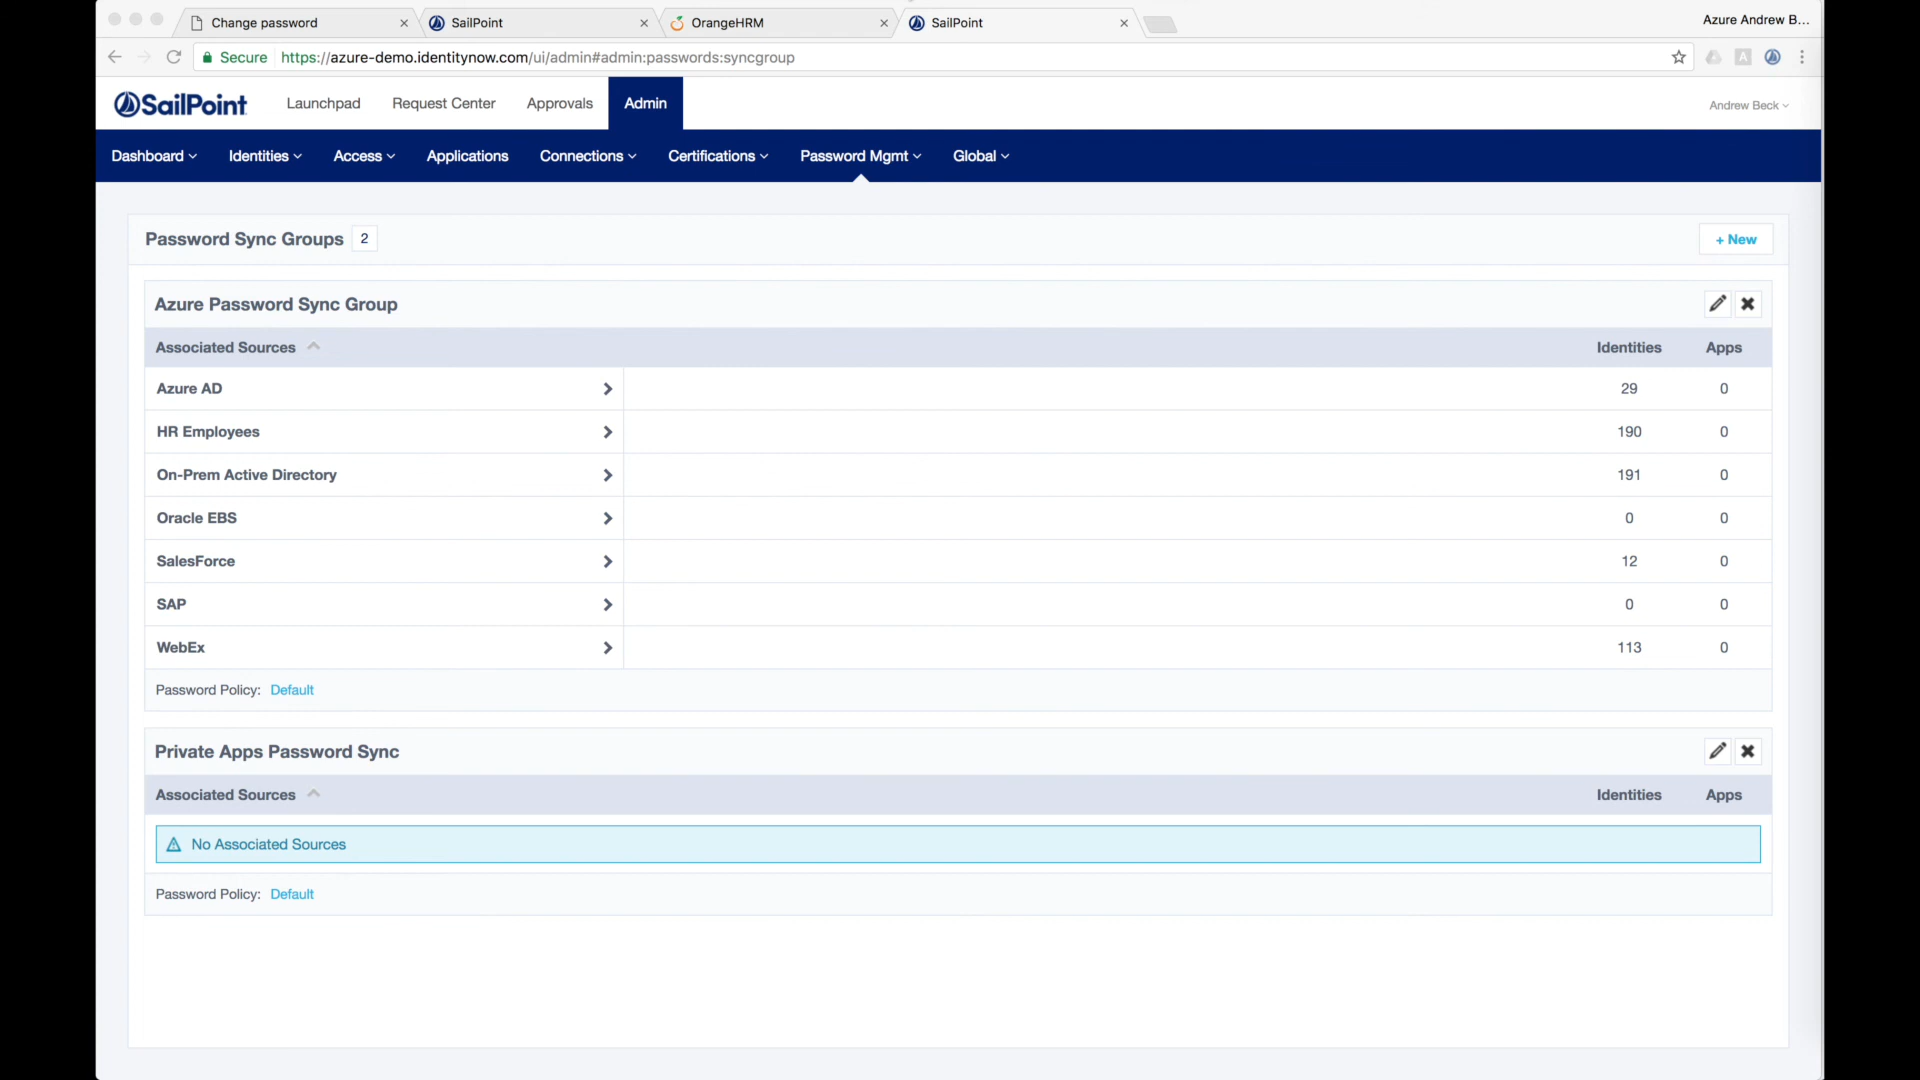 Change password
SailPoint
OrangeHRM
SailPoint
Azure Andrew B...
Secure https://azure-demo.identitynow.com/ui/admin#admin:passwords:syncgroup
A
SailPoint
Launchpad
Request Center
Approvals
Admin
Andrew Beck
Dashboard
Identities
Access
Applications
Connections
Certifications
Password Mgmt
Global
Password Sync Groups 2
+ New
Azure Password Sync Group
Associated Sources Identities Apps
Azure AD 29 0
HR Employees 190 0
On-Prem Active Directory 191 0
Oracle EBS 0 0
SalesForce 12 0
SAP 0 0
WebEx 113 0
Password Policy: Default
Private Apps Password Sync
Associated Sources Identities Apps
No Associated Sources
Password Policy: Default